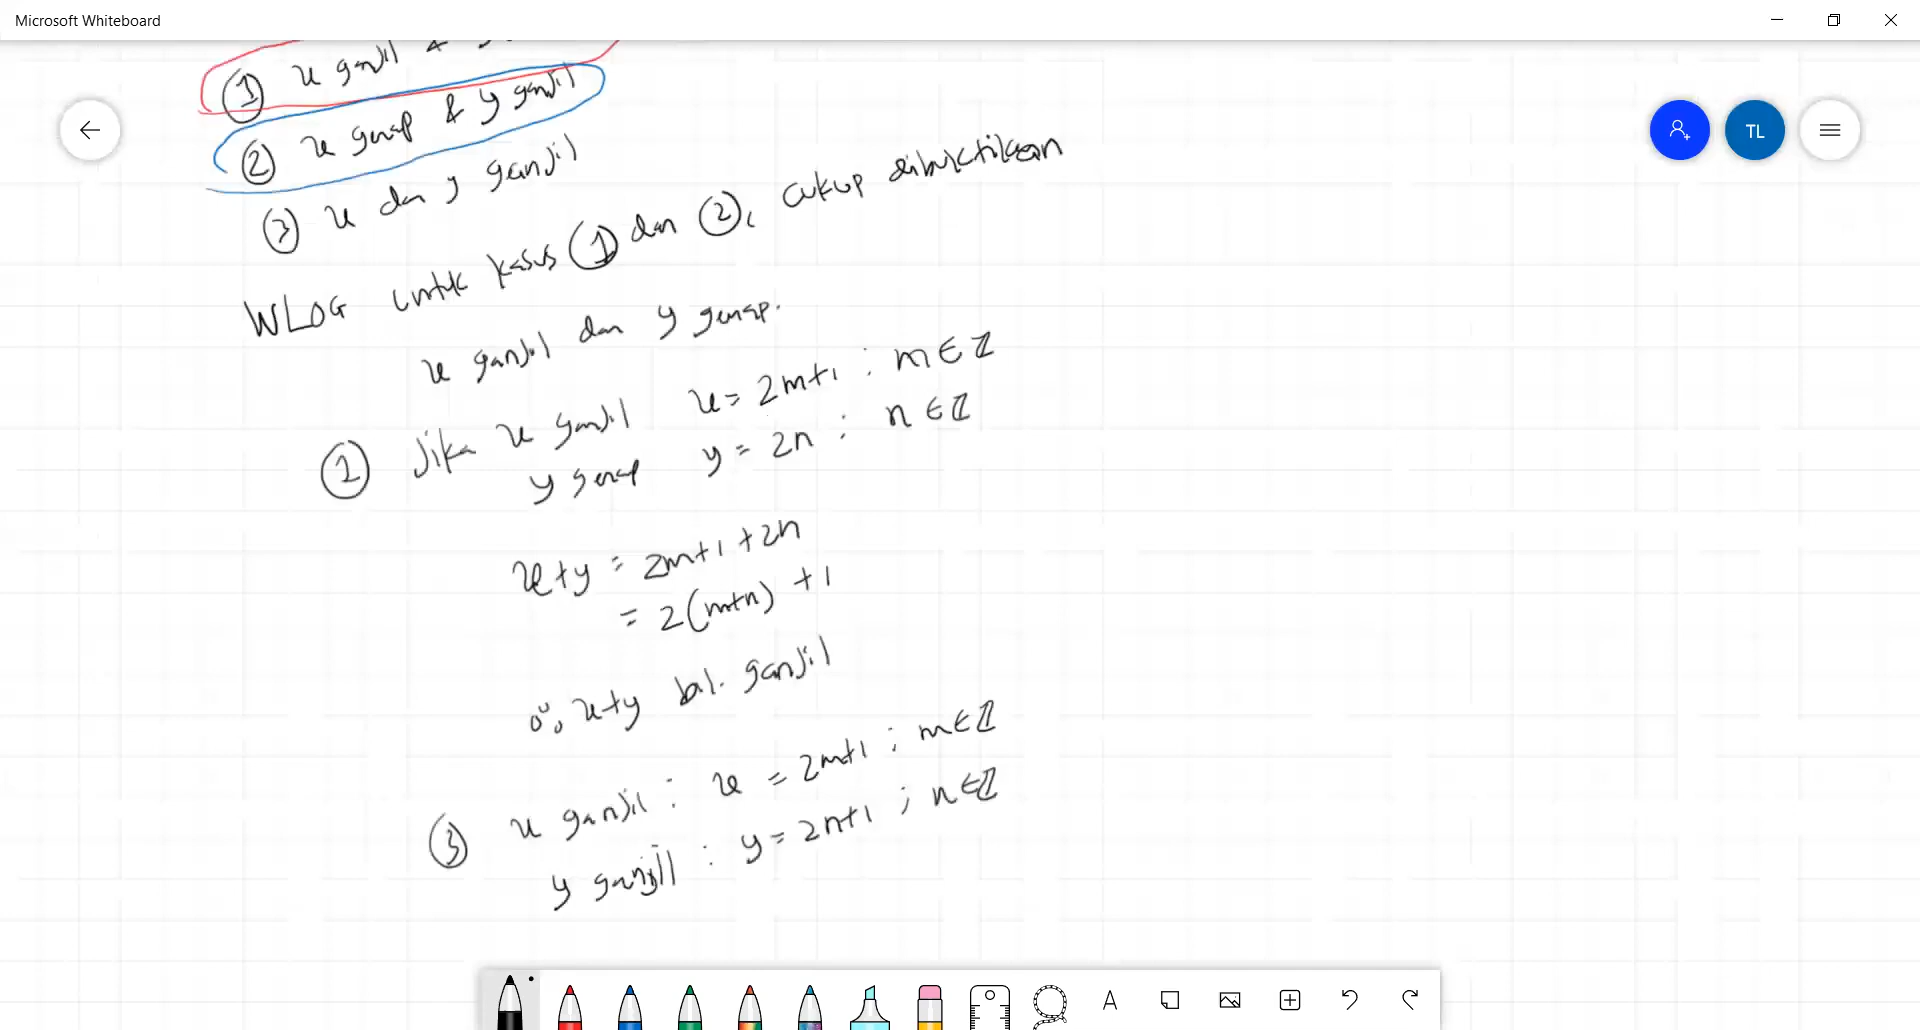 Microsoft Whiteboard
TL
① x ganjil &
② x genap & y ganjil
③ x dan y ganjil
WLOG untuk kasus ① dan ②, cukup dibuktikan
x ganjil dan y genap.
① Jika x ganjil x = 2m+1 ; m ∈ ℤ
y genap y = 2n ; n ∈ ℤ
x+y = 2m+1+2n
= 2(m+n) +1
∴ x+y bil. ganjil
③ x ganjil : x = 2m+1 ; m ∈ ℤ
y ganjil : y = 2n+1 ; n ∈ ℤ